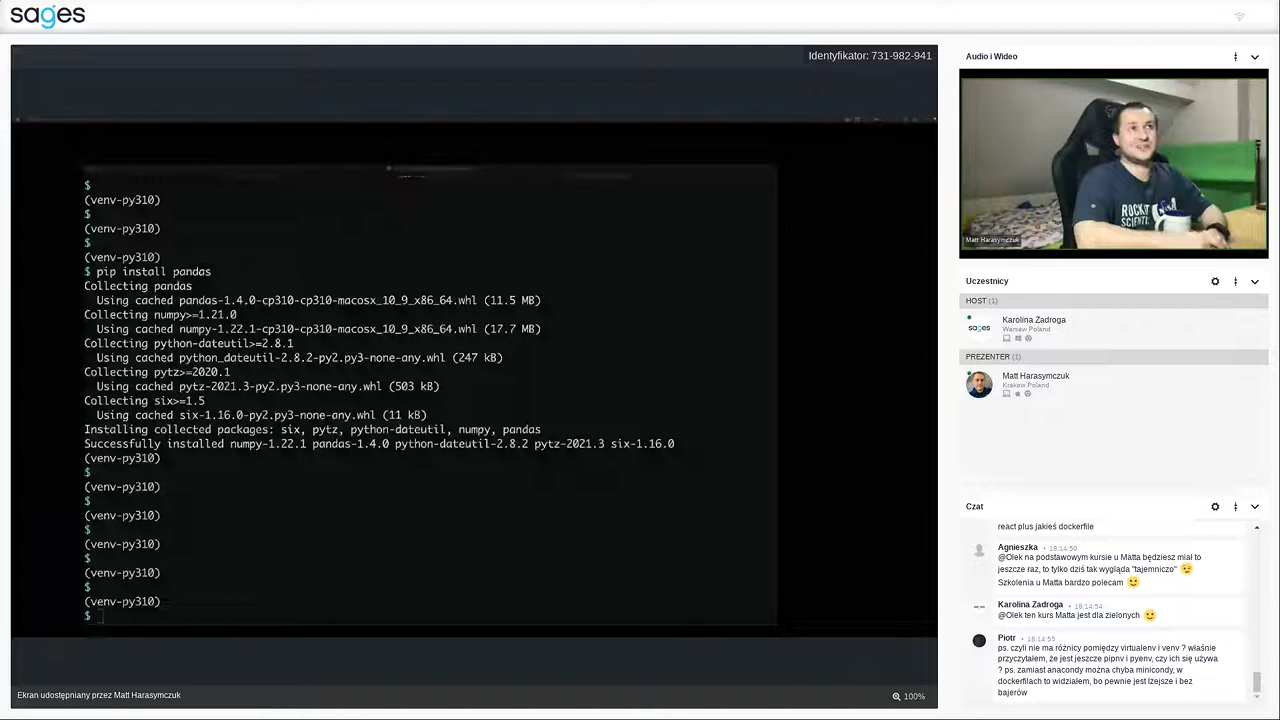 sages
Identyfikator: 731-982-941
$
(venv-py310)
$
(venv-py310)
$
(venv-py310)
$ pip install pandas
Collecting pandas
Using cached pandas-1.4.0-cp310-cp310-macosx_10_9_x86_64.whl (11.5 MB)
Collecting numpy>=1.21.0
Using cached numpy-1.22.1-cp310-cp310-macosx_10_9_x86_64.whl (17.7 MB)
Collecting python-dateutil>=2.8.1
Using cached python_dateutil-2.8.2-py2.py3-none-any.whl (247 kB)
Collecting pytz>=2020.1
Using cached pytz-2021.3-py2.py3-none-any.whl (503 kB)
Collecting six>=1.5
Using cached six-1.16.0-py2.py3-none-any.whl (11 kB)
Installing collected packages: six, pytz, python-dateutil, numpy, pandas
Successfully installed numpy-1.22.1 pandas-1.4.0 python-dateutil-2.8.2 pytz-2021.3 six-1.16.0
(venv-py310)
$
(venv-py310)
$
(venv-py310)
$
(venv-py310)
$
(venv-py310)
$
(venv-py310)
$
Ekran udostępniany przez Matt Harasymczuk
100%
Audio i Wideo
ROCKET
SCIENTIST
Matt Harasymczuk
Uczestnicy
HOST (1)
sages
Karolina Zadroga
Warsaw Poland
PREZENTER (1)
Matt Harasymczuk
Krakow Poland
Czat
react plus jakieś dockerfile
Agnieszka • 18:14:50
@Olek na podstawowym kursie u Matta będziesz miał to
jeszcze raz, to tylko dziś tak wygląda "tajemniczo" 😉
Szkolenia u Matta bardzo polecam 🙂
Karolina Zadroga • 18:14:54
@Olek ten kurs Matta jest dla zielonych 😉
Piotr • 18:14:55
ps. czyli nie ma różnicy pomiędzy virtualenv i venv ? właśnie
przyczytałem, że jest jeszcze pipnv i pyenv, czy ich się używa
? ps. zamiast anacondy można chyba minicondy, w
dockerfilach to widziałem, bo pewnie jest lżejsze i bez
bajerów